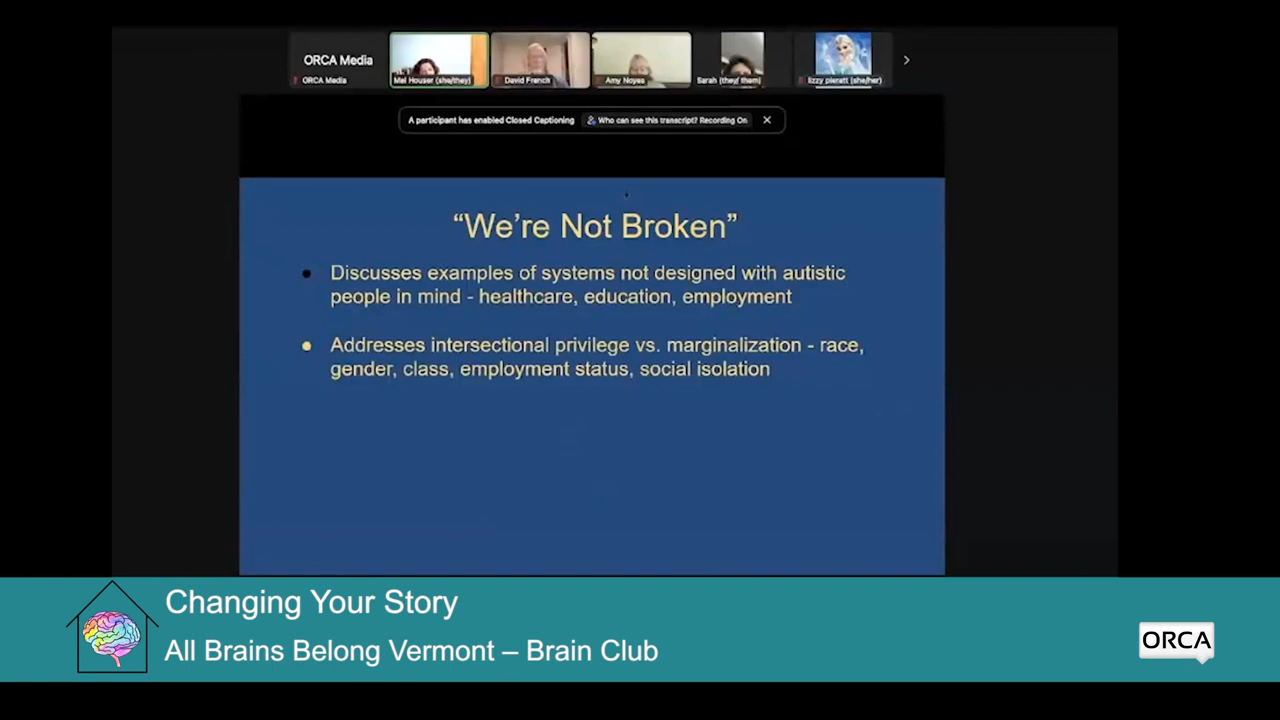 ORCA Media
ORCA Media
Mel Houser (she/they)
David French
Amy Noyes
Sarah (they/ them)
lizzy pieratt (she/her)
A participant has enabled Closed Captioning
Who can see this transcript? Recording On
“We’re Not Broken”
Discusses examples of systems not designed with autistic
people in mind - healthcare, education, employment
Addresses intersectional privilege vs. marginalization - race,
gender, class, employment status, social isolation
Changing Your Story
All Brains Belong Vermont – Brain Club
ORCA